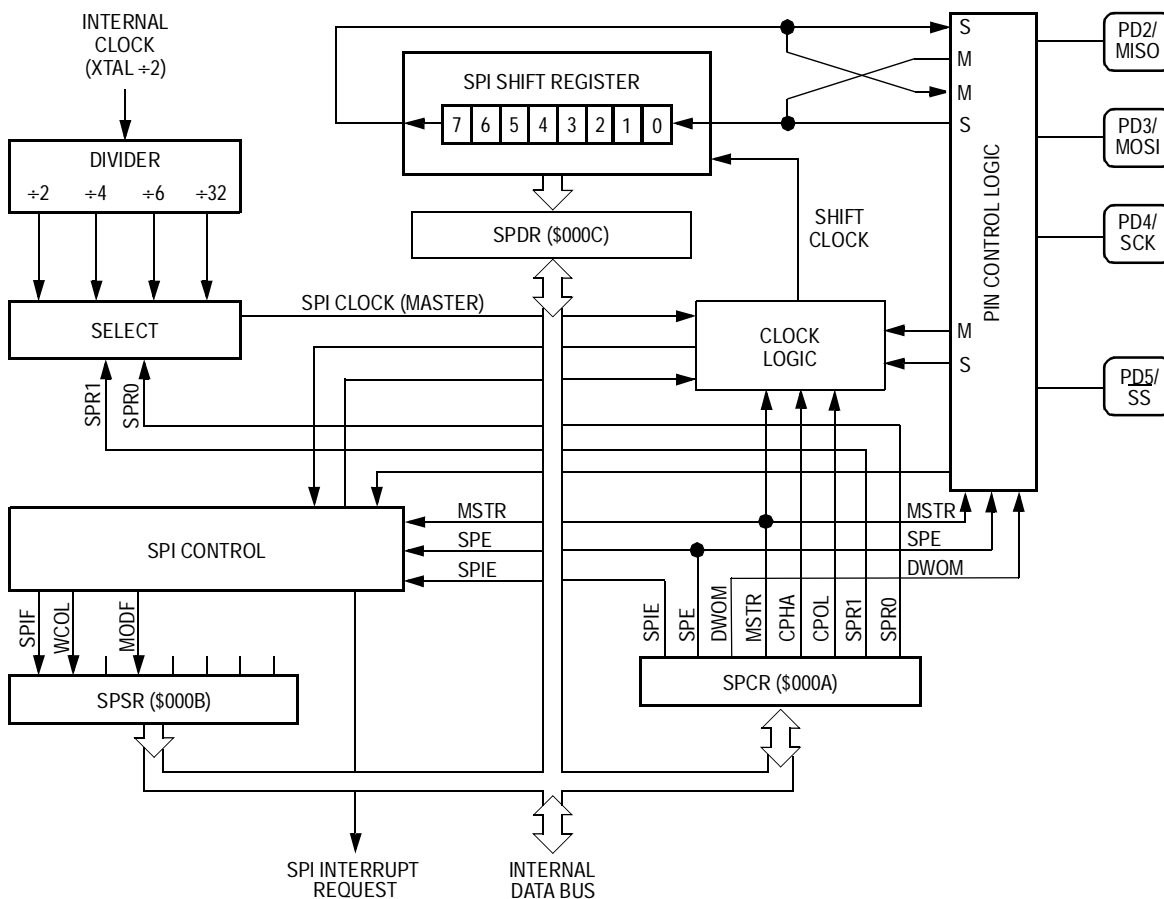 INTERNAL
CLOCK
(XTAL ÷2)
DIVIDER
÷2 ÷4 ÷6 ÷32
SELECT
SPR1
SPR0
SPI SHIFT REGISTER
7 6 5 4 3 2 1 0
SPDR ($000C)
SHIFT
CLOCK
SPI CLOCK (MASTER)
CLOCK
LOGIC
S
M
M
S
M
S
PIN CONTROL LOGIC
PD2/
MISO
PD3/
MOSI
PD4/
SCK
PD5/
SS
SPI CONTROL
MSTR
SPE
SPIE
MSTR
SPE
DWOM
SPIF
WCOL
MODF
SPSR ($000B)
SPIE
SPE
DWOM
MSTR
CPHA
CPOL
SPR1
SPR0
SPCR ($000A)
SPI INTERRUPT
REQUEST
INTERNAL
DATA BUS